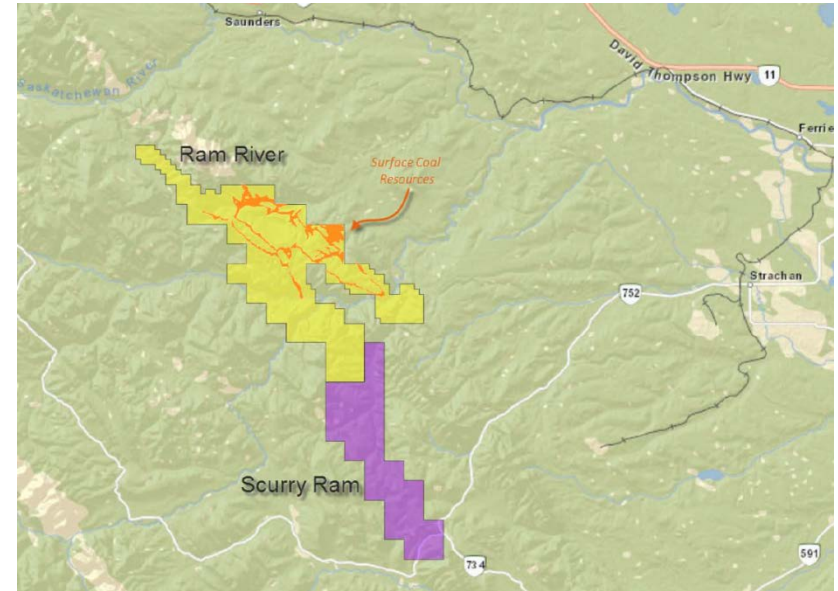 Saunders
David Thompson Hwy
11
Saskatchewan River
Ferrie
Ram River
Surface Coal
Resources
Strachan
752
Scurry Ram
734
591